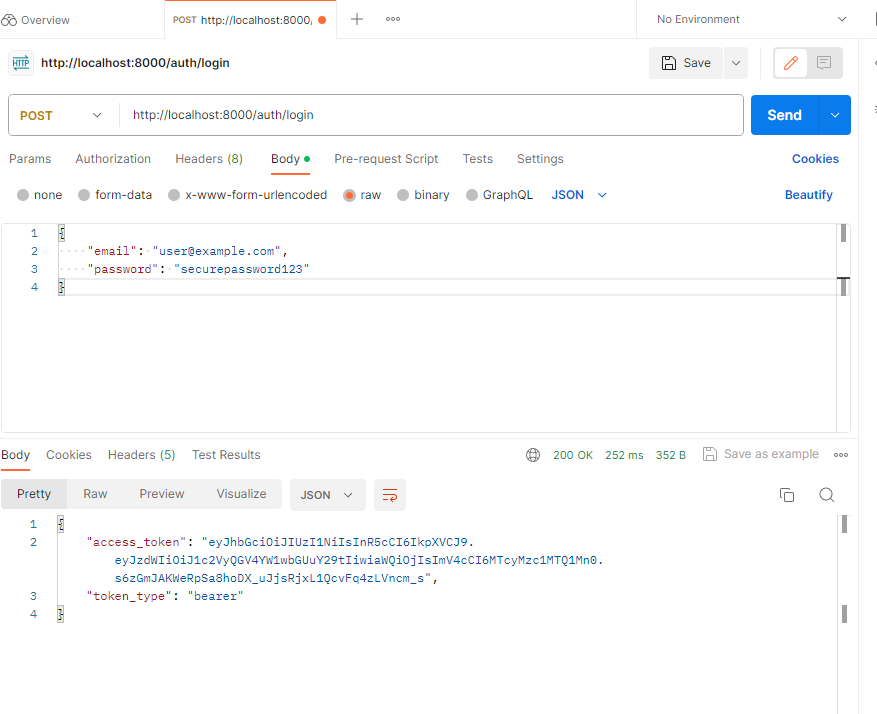 Overview
POST http://localhost:8000/
No Environment
HTTP http://localhost:8000/auth/login
Save
POST http://localhost:8000/auth/login
Send
Params Authorization Headers (8) Body Pre-request Script Tests Settings Cookies
none form-data x-www-form-urlencoded raw binary GraphQL JSON Beautify
1 {
2 ····"email":·"user@example.com",
3 ····"password":·"securepassword123"
4 }
Body Cookies Headers (5) Test Results 200 OK 252 ms 352 B Save as example
Pretty Raw Preview Visualize JSON
1 {
2 "access_token": "eyJhbGciOiJIUzI1NiIsInR5cCI6IkpXVCJ9.
eyJzdWIiOiJ1c2VyQGV4YW1wbGUuY29tIiwiaWQiOjIsImV4cCI6MTcyMzc1MTQ1Mn0.
s6zGmJAKWeRpSa8hoDX_uJjsRjxL1QcvFq4zLVncm_s",
3 "token_type": "bearer"
4 }